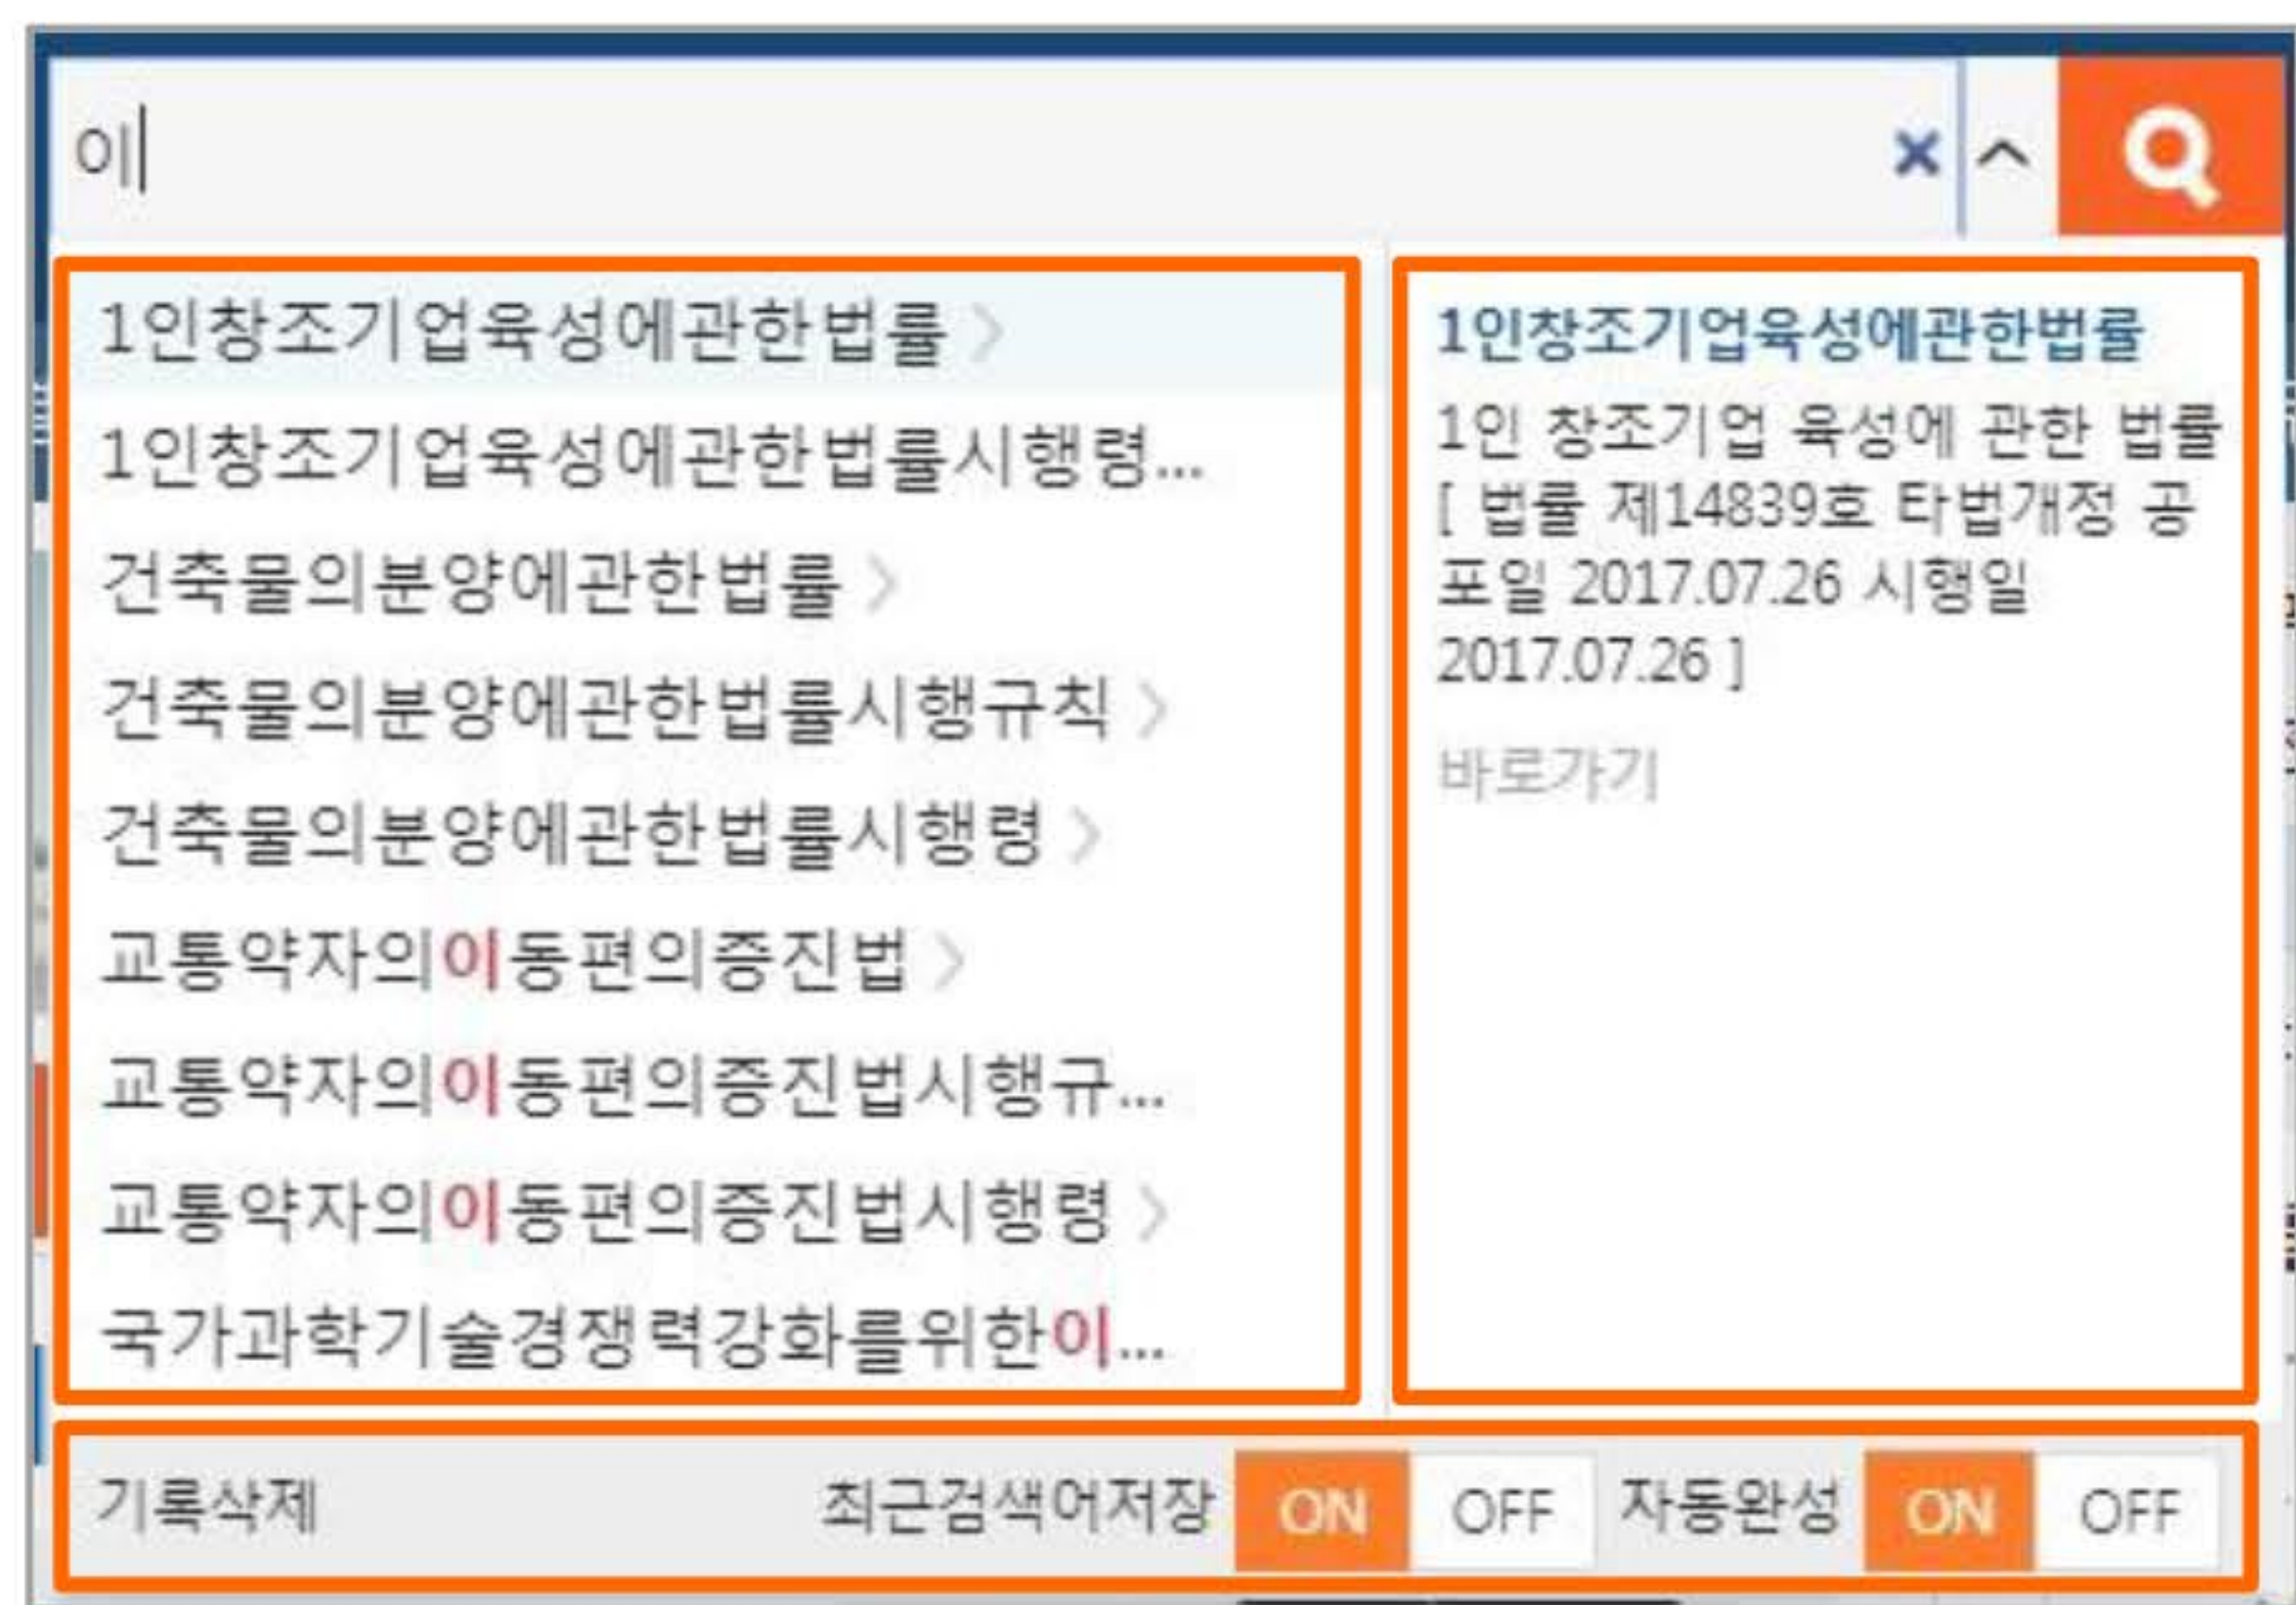 이
1인창조기업육성에관한법률 >
1인창조기업육성에관한법률시행령...
건축물의분양에관한법률 >
건축물의분양에관한법률시행규칙 >
건축물의분양에관한법률시행령 >
교통약자의이동편의증진법 >
교통약자의이동편의증진법시행규...
교통약자의이동편의증진법시행령 >
국가과학기술경쟁력강화를위한이...
1인창조기업육성에관한법률
1인 창조기업 육성에 관한 법률
[ 법률 제14839호 타법개정 공
포일 2017.07.26 시행일
2017.07.26 ]
바로가기
기록삭제 최근검색어저장 ON OFF 자동완성 ON OFF